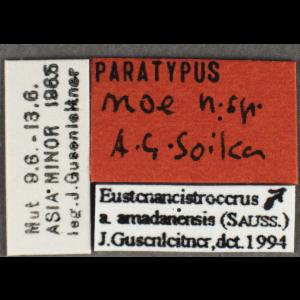 Mut 9.6.-13.6.
ASIA MINOR 1965
leg.J.Gusenleitner
PARATYPUS
moe n.sp.
A.G.Soika
Eustenancistrocerus ♂
a. amadanensis (SAUSS.)
J.Gusenleitner, det. 1994